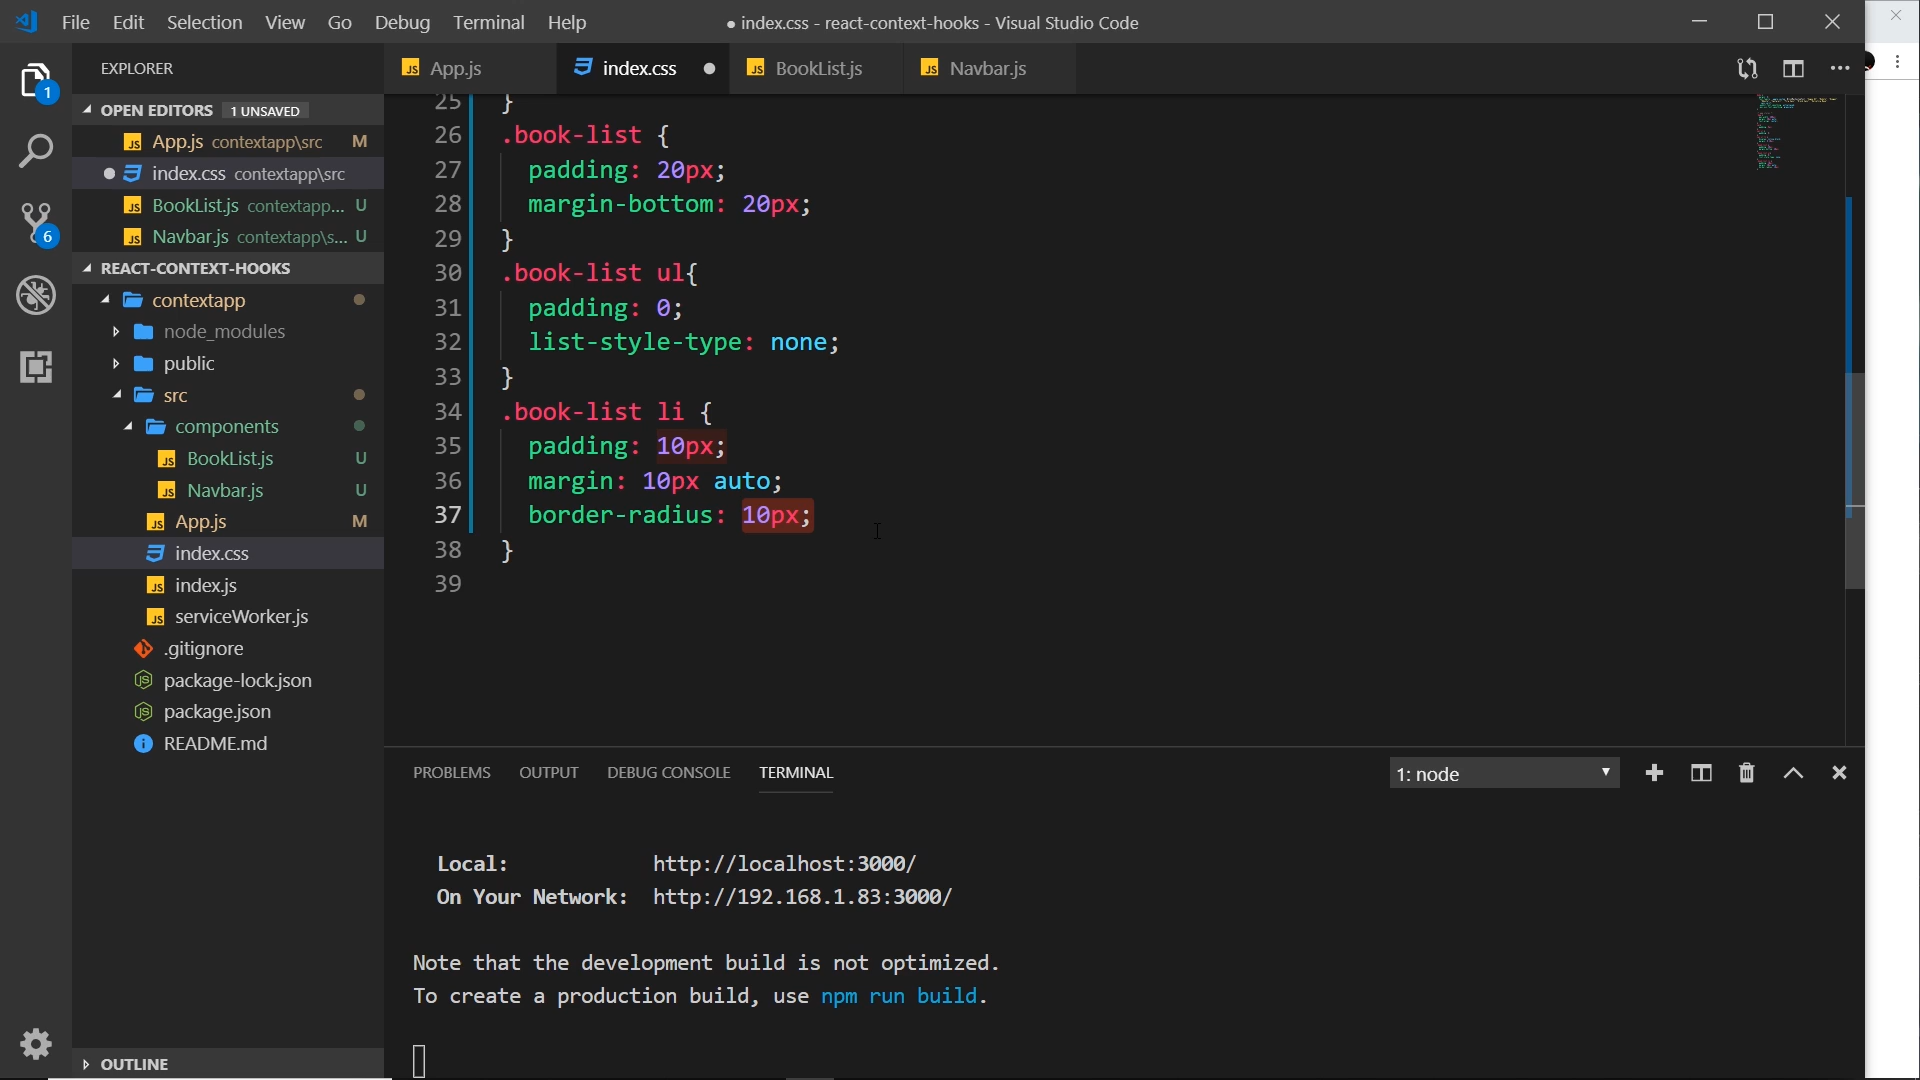 File Edit Selection View Go Debug Terminal Help
● index.css - react-context-hooks - Visual Studio Code
EXPLORER
App.js
index.css
BookList.js
Navbar.js
1
6
OPEN EDITORS 1 UNSAVED
App.js contextapp\src M
index.css contextapp\src
BookList.js contextapp... U
Navbar.js contextapp\s... U
REACT-CONTEXT-HOOKS
contextapp
node_modules
public
src
components
BookList.js U
Navbar.js U
App.js M
index.css
index.js
serviceWorker.js
.gitignore
package-lock.json
package.json
README.md
OUTLINE
25 }
26 .book-list {
27 padding: 20px;
28 margin-bottom: 20px;
29 }
30 .book-list ul{
31 padding: 0;
32 list-style-type: none;
33 }
34 .book-list li {
35 padding: 10px;
36 margin: 10px auto;
37 border-radius: 10px;
38 }
39
PROBLEMS OUTPUT DEBUG CONSOLE TERMINAL
1: node
Local: http://localhost:3000/
On Your Network: http://192.168.1.83:3000/
Note that the development build is not optimized.
To create a production build, use npm run build.